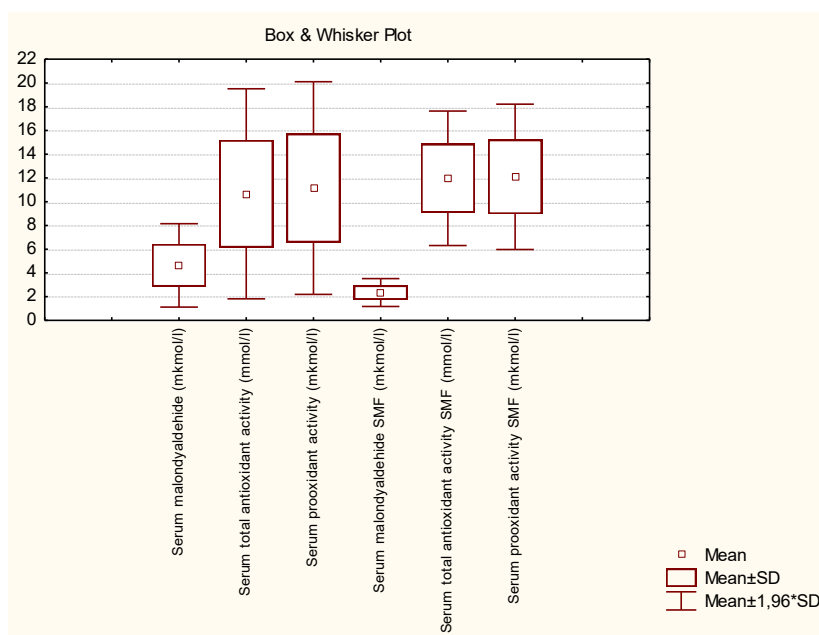 Box & Whisker Plot
22
20
18
16
14
12
10
8
6
4
2
0
Serum malondyaldehide (mkmol/l)
Serum total antioxidant activity (mmol/l)
Serum prooxidant activity (mkmol/l)
Serum malondyaldehide SMF (mkmol/l)
Serum total antioxidant activity SMF (mmol/l)
Serum prooxidant activity SMF (mkmol/l)
Mean
Mean±SD
Mean±1,96*SD